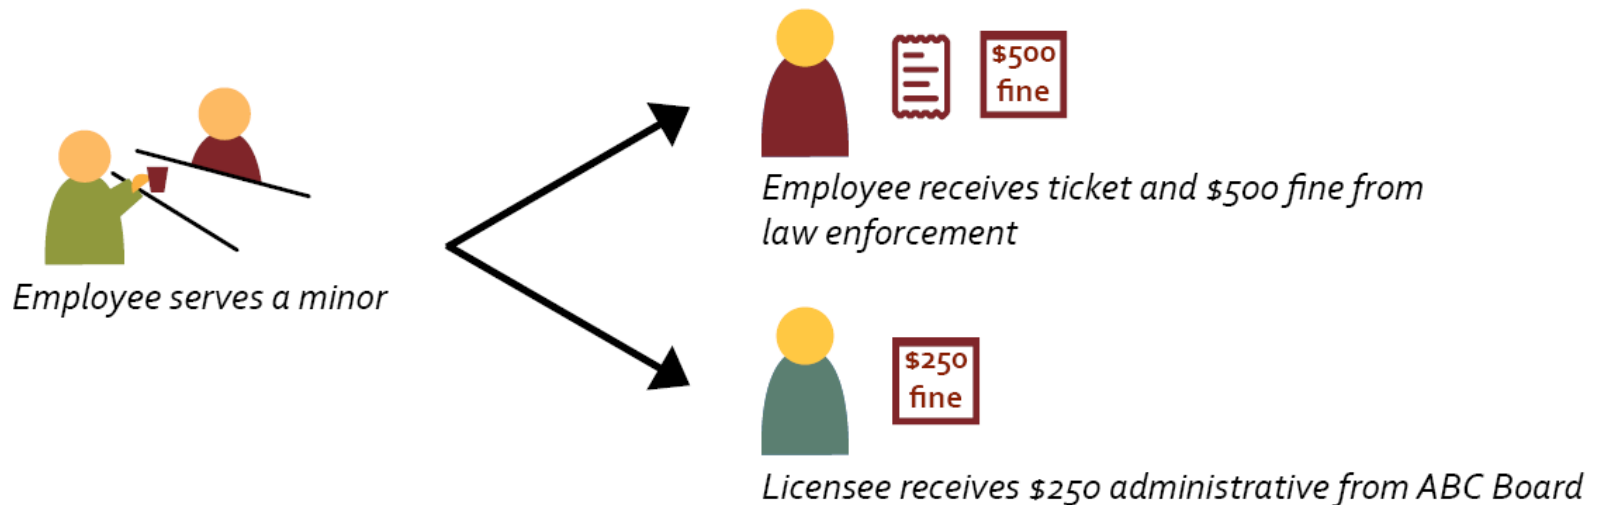 Employee serves a minor
$500
fine
Employee receives ticket and $500 fine from
law enforcement
$250
fine
Licensee receives $250 administrative from ABC Board